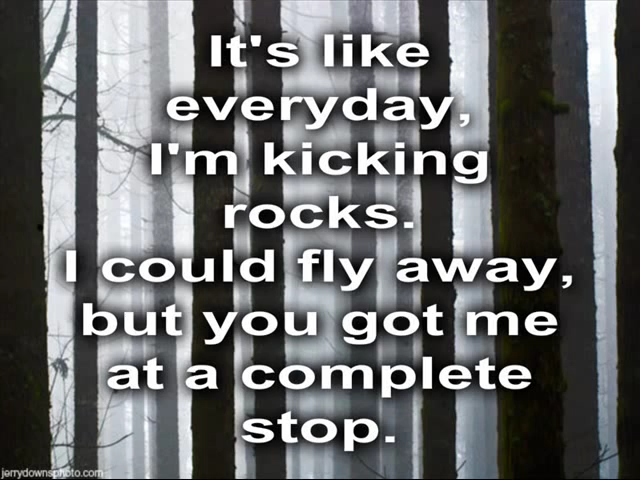 It's like
everyday,
I'm kicking
rocks.
I could fly away,
but you got me
at a complete
stop.
jerrydownsphoto.com